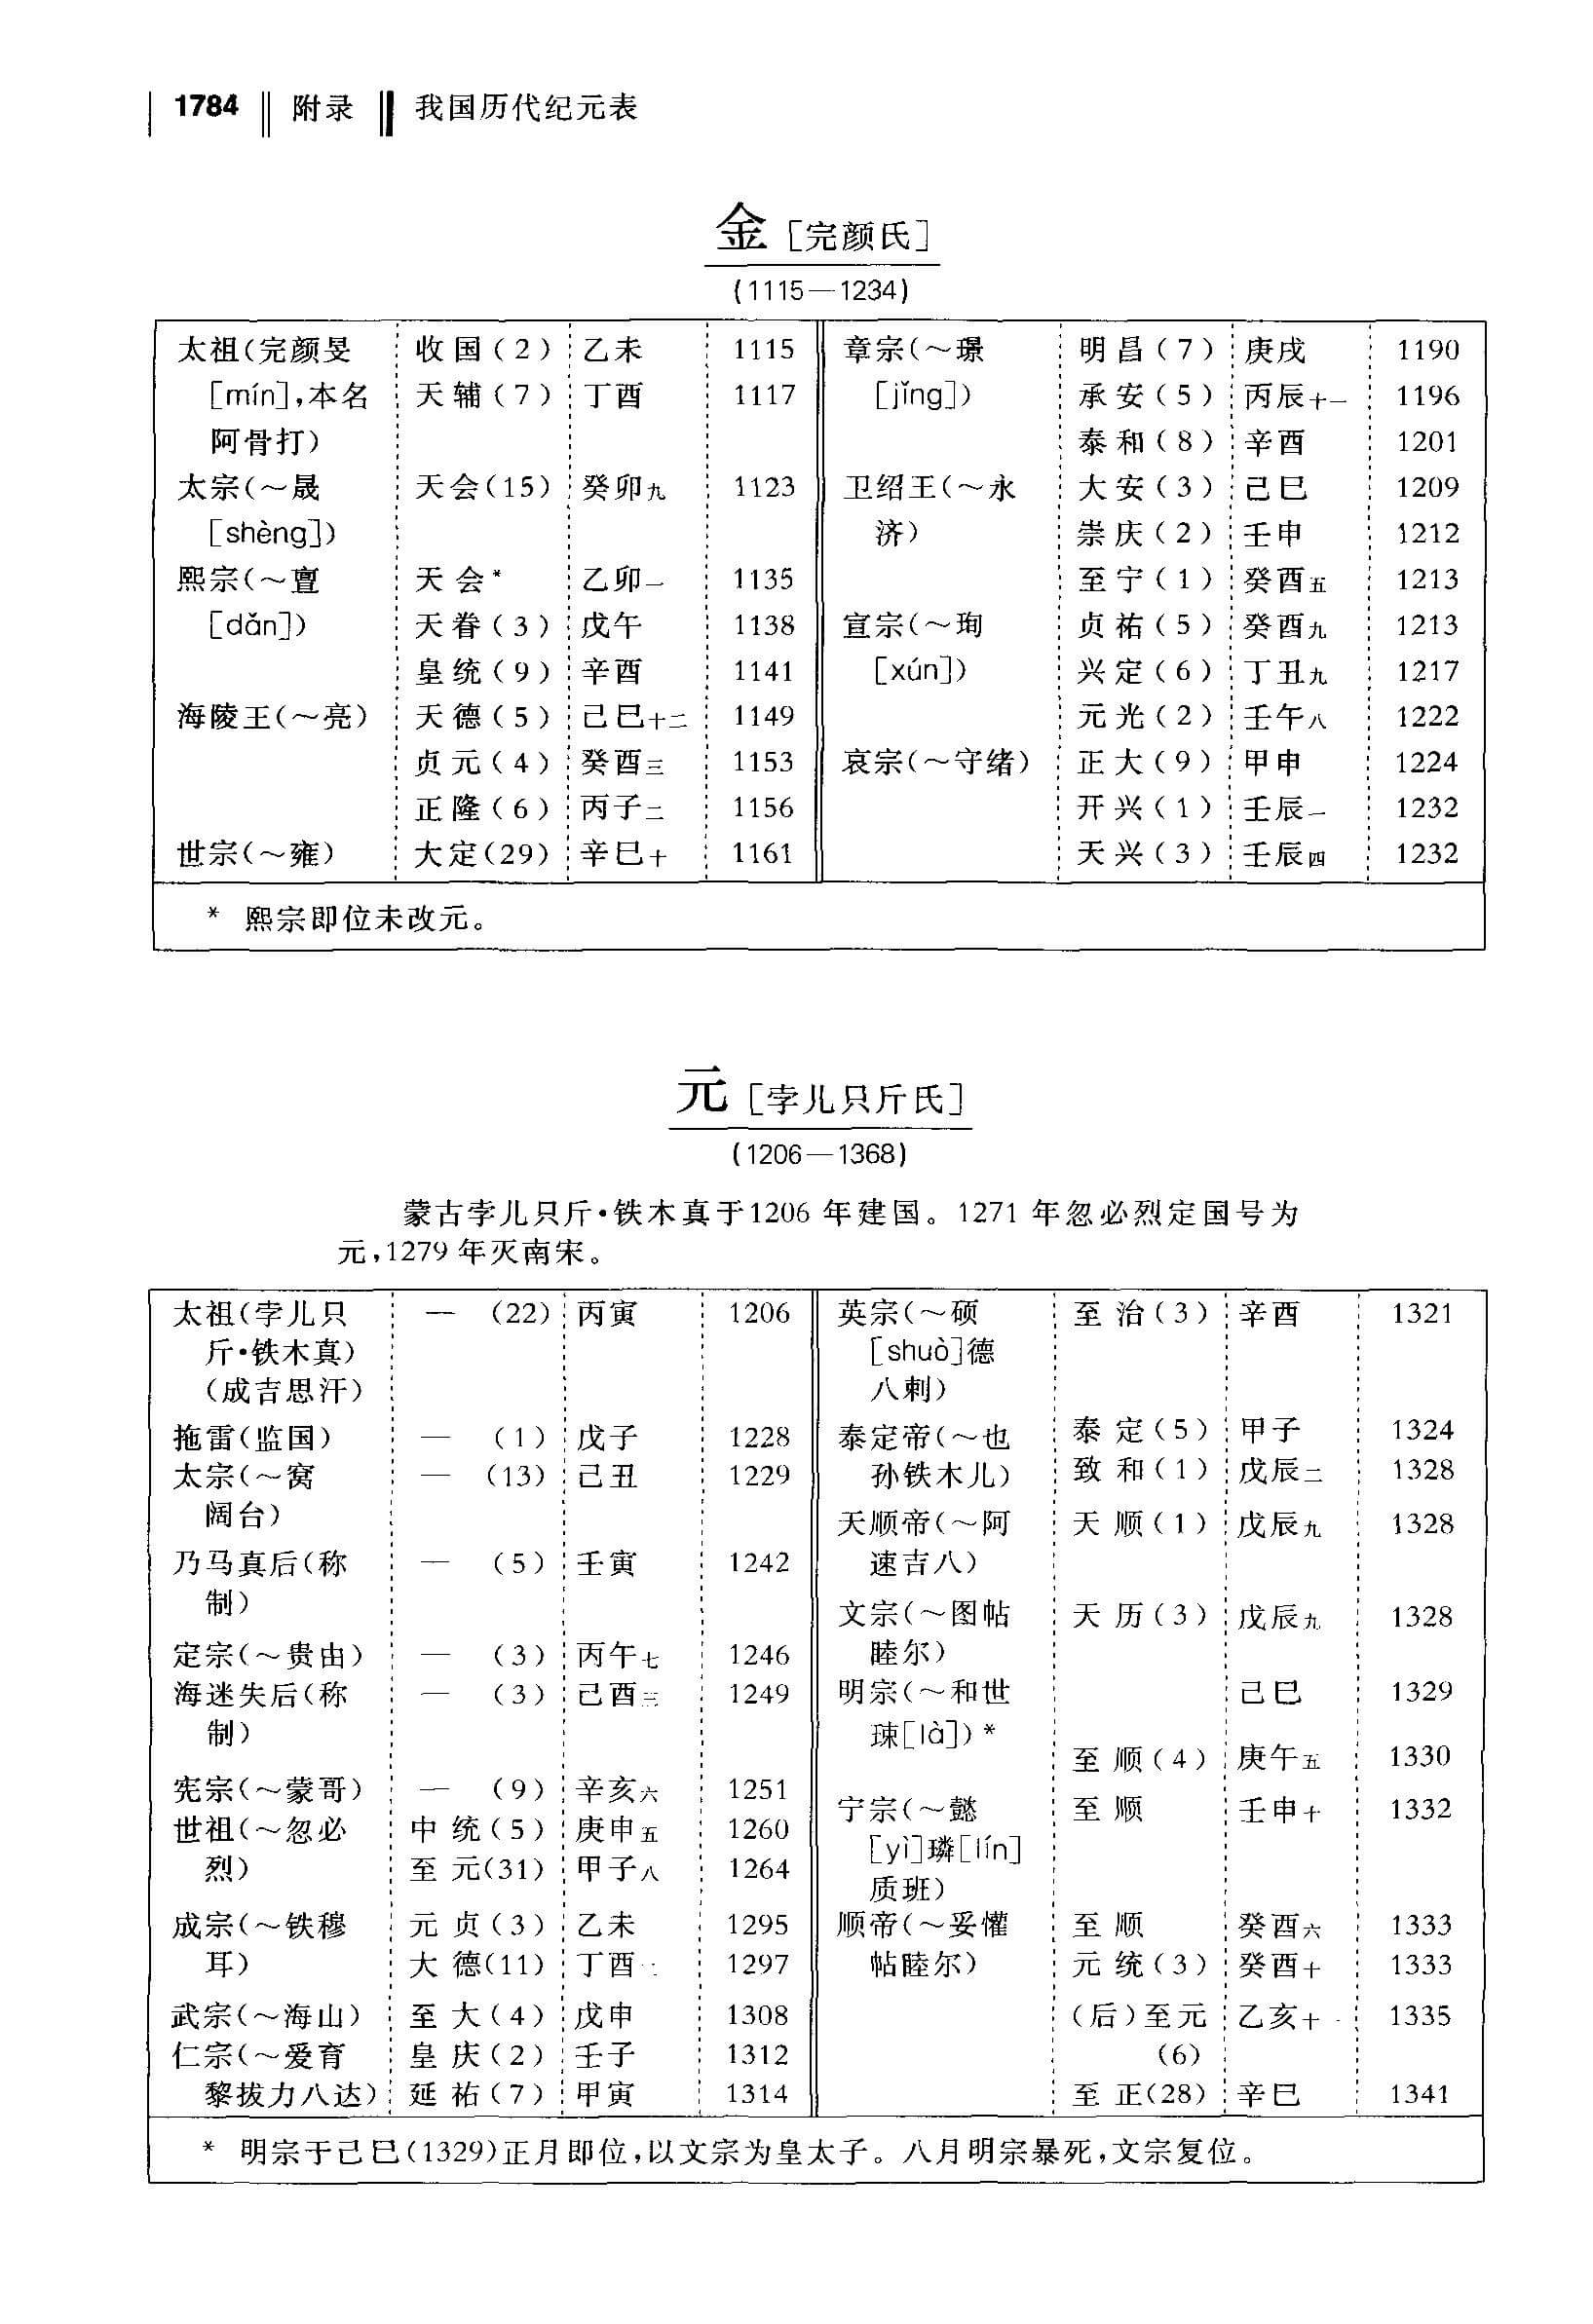 1784 附录 我国历代纪元表
金[完颜氏]
(1115—1234)
太祖(完颜旻 收国(2) 乙未 1115
[mín],本名 天辅(7) 丁酉 1117
阿骨打)
太宗(～晟 天会(15) 癸卯九 1123
[shèng])
熙宗(～亶 天会* 乙卯一 1135
[dǎn]) 天眷(3) 戊午 1138
皇统(9) 辛酉 1141
海陵王(～亮) 天德(5) 己巳十二 1149
贞元(4) 癸酉三 1153
正隆(6) 丙子二 1156
世宗(～雍) 大定(29) 辛巳十 1161
章宗(～璟 明昌(7) 庚戌 1190
[jǐng]) 承安(5) 丙辰十一 1196
泰和(8) 辛酉 1201
卫绍王(～永 大安(3) 己巳 1209
济) 崇庆(2) 壬申 1212
至宁(1) 癸酉五 1213
宣宗(～珣 贞祐(5) 癸酉九 1213
[xún]) 兴定(6) 丁丑九 1217
元光(2) 壬午八 1222
哀宗(～守绪) 正大(9) 甲申 1224
开兴(1) 壬辰一 1232
天兴(3) 壬辰四 1232
* 熙宗即位未改元。
元[孛儿只斤氏]
(1206—1368)
蒙古孛儿只斤·铁木真于1206年建国。1271年忽必烈定国号为
元,1279年灭南宋。
太祖(孛儿只 — (22) 丙寅 1206
斤·铁木真)
(成吉思汗)
拖雷(监国) — (1) 戊子 1228
太宗(～窝 — (13) 己丑 1229
阔台)
乃马真后(称 — (5) 壬寅 1242
制)
定宗(～贵由) — (3) 丙午七 1246
海迷失后(称 — (3) 己酉三 1249
制)
宪宗(～蒙哥) — (9) 辛亥六 1251
世祖(～忽必 中统(5) 庚申五 1260
烈) 至元(31) 甲子八 1264
成宗(～铁穆 元贞(3) 乙未 1295
耳) 大德(11) 丁酉 1297
武宗(～海山) 至大(4) 戊申 1308
仁宗(～爱育 皇庆(2) 壬子 1312
黎拔力八达) 延祐(7) 甲寅 1314
英宗(～硕 至治(3) 辛酉 1321
[shuò]德
八剌)
泰定帝(～也 泰定(5) 甲子 1324
孙铁木儿) 致和(1) 戊辰二 1328
天顺帝(～阿 天顺(1) 戊辰九 1328
速吉八)
文宗(～图帖 天历(3) 戊辰九 1328
睦尔)
明宗(～和世 己巳 1329
㻋[là])*
至顺(4) 庚午五 1330
宁宗(～懿 至顺 壬申十 1332
[yì]璘[lín]
质班)
顺帝(～妥懽 至顺 癸酉六 1333
帖睦尔) 元统(3) 癸酉十 1333
(后)至元 乙亥十 1335
(6)
至正(28) 辛巳 1341
* 明宗于己巳(1329)正月即位,以文宗为皇太子。八月明宗暴死,文宗复位。